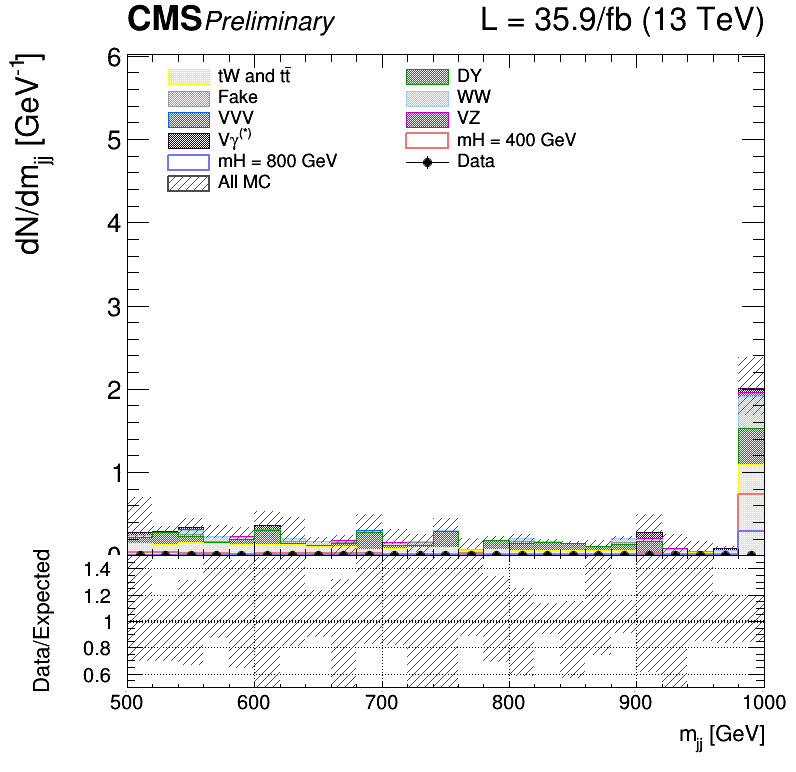 CMS Preliminary L = 35.9/fb (13 TeV)
dN/dm_jj [GeV^-1]
6
5
4
3
2
1
0
tW and tt̄
DY
Fake
WW
VVV
VZ
Vγ^(*)
mH = 400 GeV
mH = 800 GeV
Data
All MC
Data/Expected
1.4
1.2
1
0.8
0.6
500 600 700 800 900 1000
m_jj [GeV]